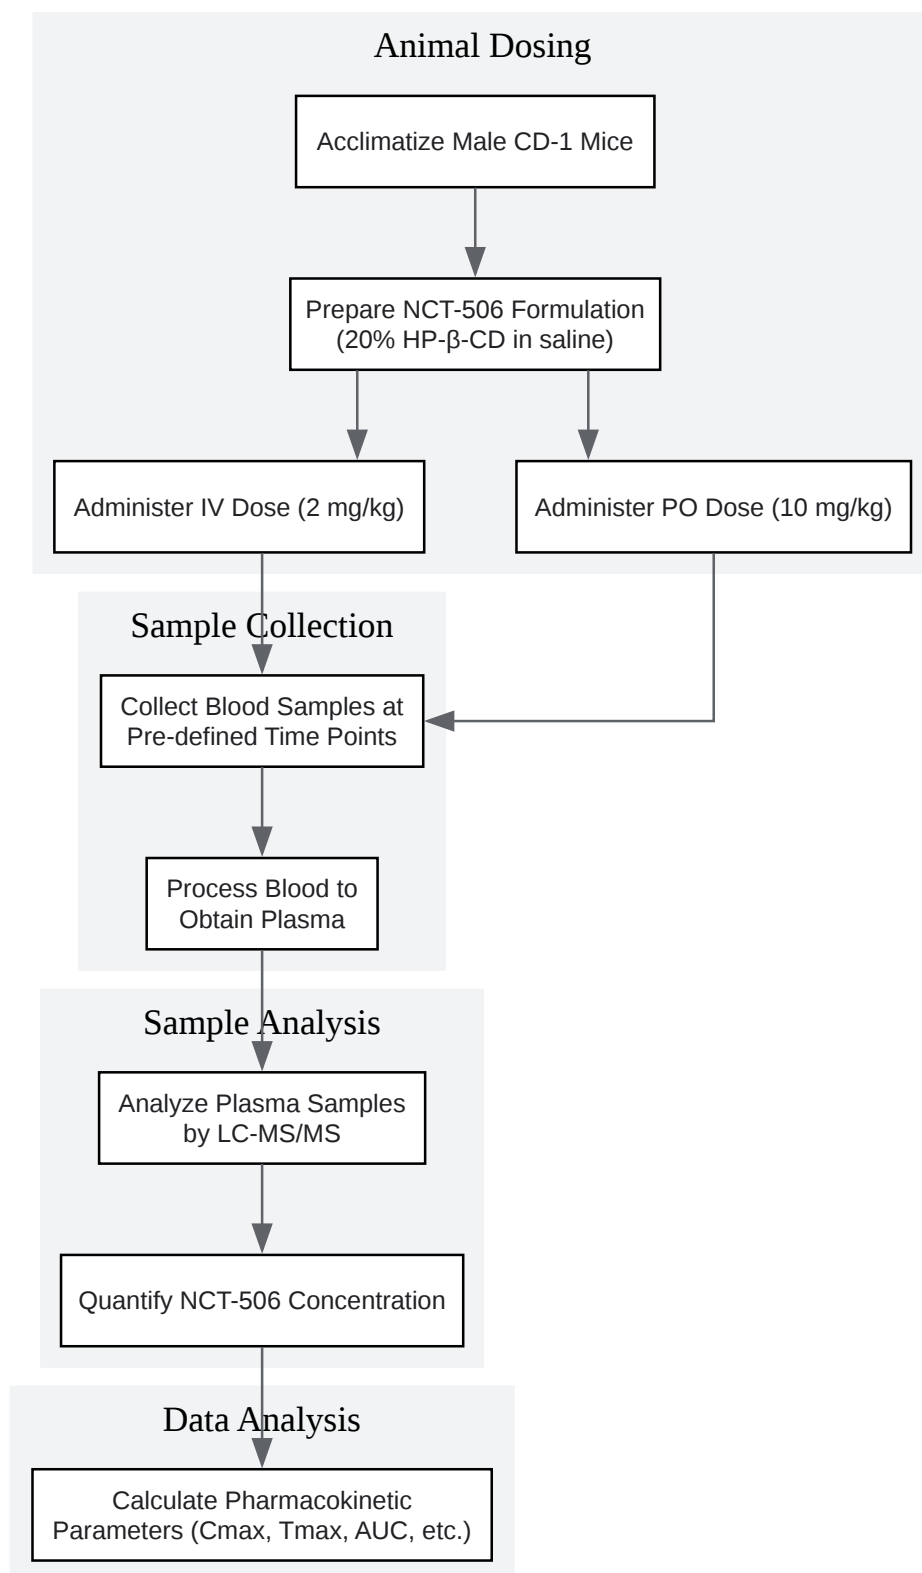 Animal Dosing
Acclimatize Male CD-1 Mice
Prepare NCT-506 Formulation
(20% HP-β-CD in saline)
Administer IV Dose (2 mg/kg)
Administer PO Dose (10 mg/kg)
Sample Collection
Collect Blood Samples at
Pre-defined Time Points
Process Blood to
Obtain Plasma
Sample Analysis
Analyze Plasma Samples
by LC-MS/MS
Quantify NCT-506 Concentration
Data Analysis
Calculate Pharmacokinetic
Parameters (Cmax, Tmax, AUC, etc.)